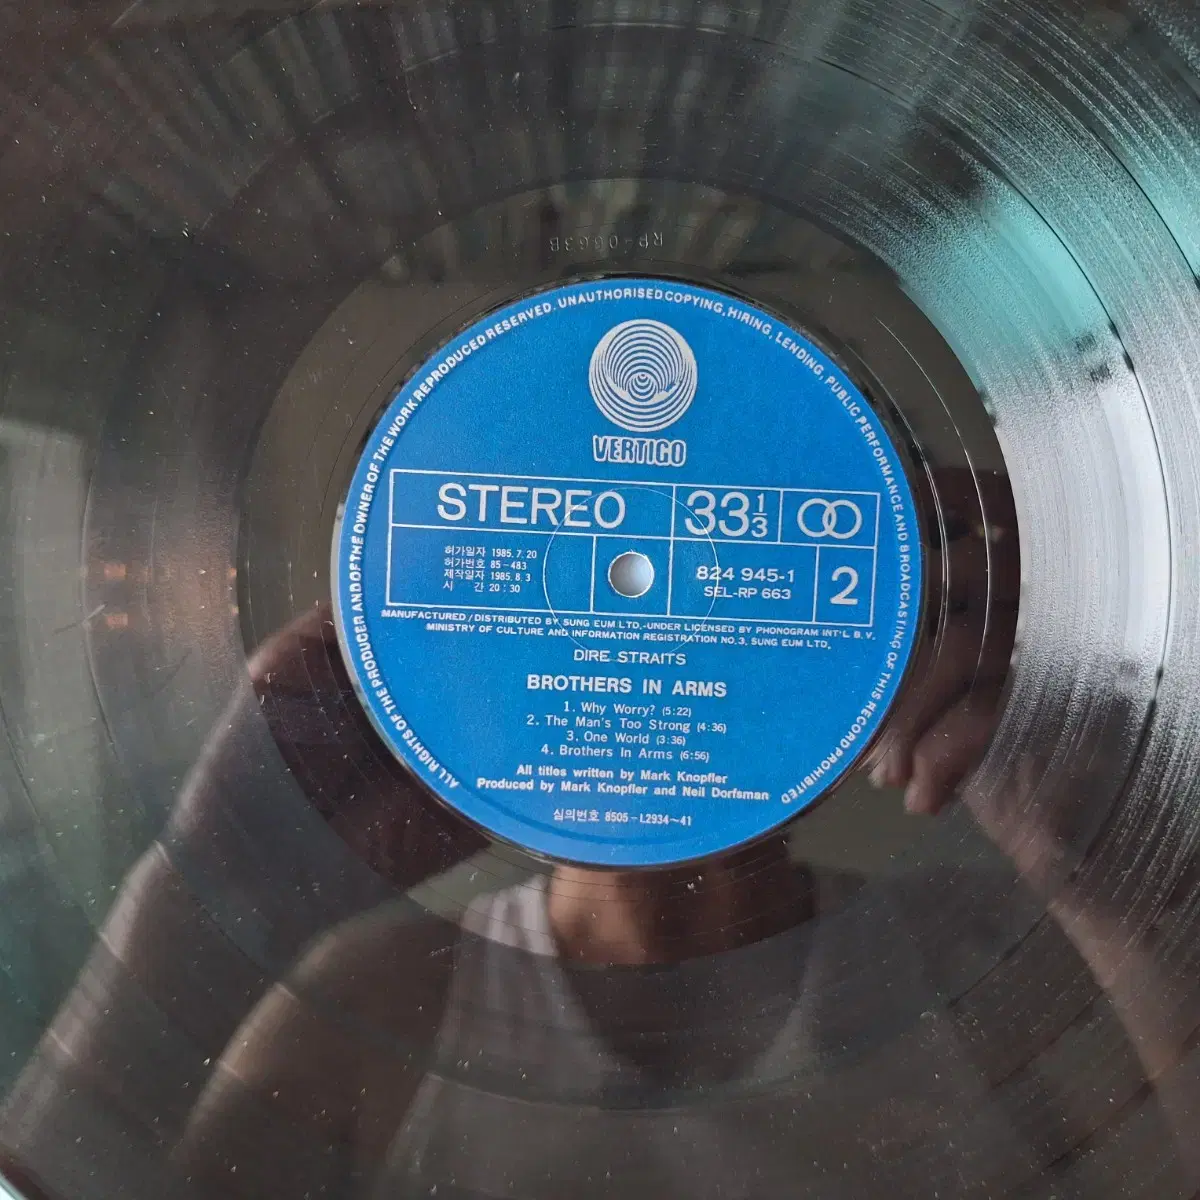 RP-0663B
ALL RIGHTS OF THE PRODUCER AND OF THE OWNER OF THE WORK REPRODUCED RESERVED. UNAUTHORISED COPYING, HIRING, LENDING, PUBLIC PERFORMANCE AND BROADCASTING OF THIS RECORD PROHIBITED
VERTIGO
STEREO 33 1/3
허가일자 1985.7.20
허가번호 85-483
제작일자 1985.8.3
시 간 20:30
824 945-1
SEL-RP 663
2
MANUFACTURED/DISTRIBUTED BY SUNG EUM LTD.-UNDER LICENSED BY PHONOGRAM INT'L B.V.
MINISTRY OF CULTURE AND INFORMATION REGISTRATION NO.3, SUNG EUM LTD.
DIRE STRAITS
BROTHERS IN ARMS
1. Why Worry? (5:22)
2. The Man's Too Strong (4:36)
3. One World (3:36)
4. Brothers In Arms (6:56)
All titles written by Mark Knopfler
Produced by Mark Knopfler and Neil Dorfsman
심의번호 8505-L2934~41